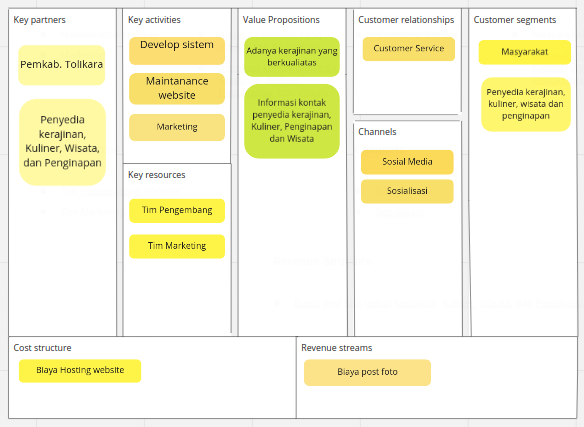 Key partners
Pemkab. Tolikara
Penyedia
kerajinan,
Kuliner, Wisata,
dan Penginapan
Key activities
Develop sistem
Maintanance
website
Marketing
Key resources
Tim Pengembang
Tim Marketing
Value Propositions
Adanya kerajinan yang
berkualiatas
Informasi kontak
penyedia kerajinan,
Kuliner, Penginapan
dan Wisata
Customer relationships
Customer Service
Channels
Sosial Media
Sosialisasi
Customer segments
Masyarakat
Penyedia kerajinan,
kuliner, wisata dan
penginapan
Cost structure
Biaya Hosting website
Revenue streams
Biaya post foto